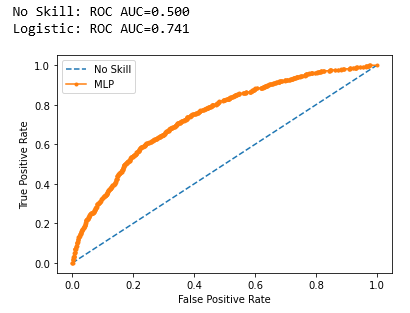 No Skill: ROC AUC=0.500
Logistic: ROC AUC=0.741
No Skill
MLP
1.0
0.8
0.6
0.4
0.2
0.0
True Positive Rate
0.0 0.2 0.4 0.6 0.8 1.0
False Positive Rate